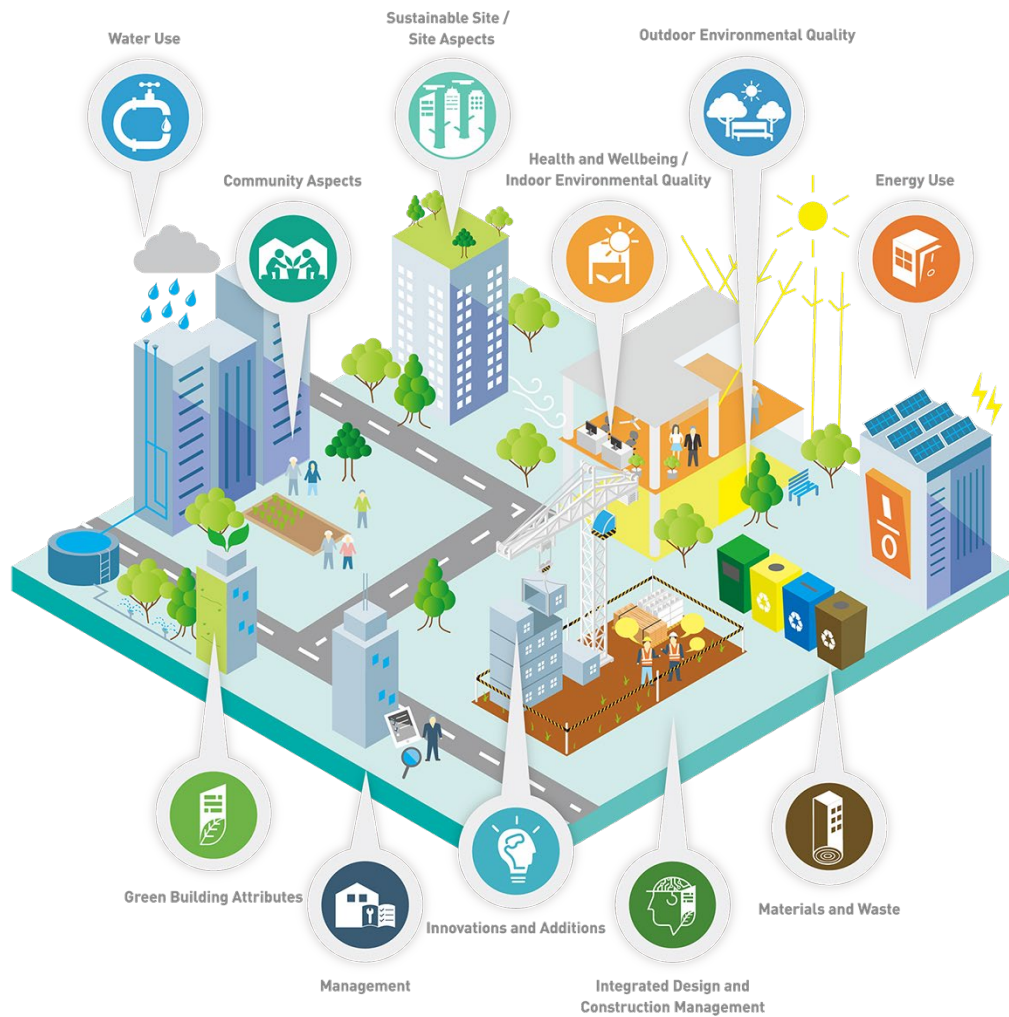 Sustainable Site /
Site Aspects
Water Use
Outdoor Environmental Quality
Health and Wellbeing /
Indoor Environmental Quality
Community Aspects
Energy Use
I
O
Green Building Attributes
Innovations and Additions
Materials and Waste
Management
Integrated Design and
Construction Management